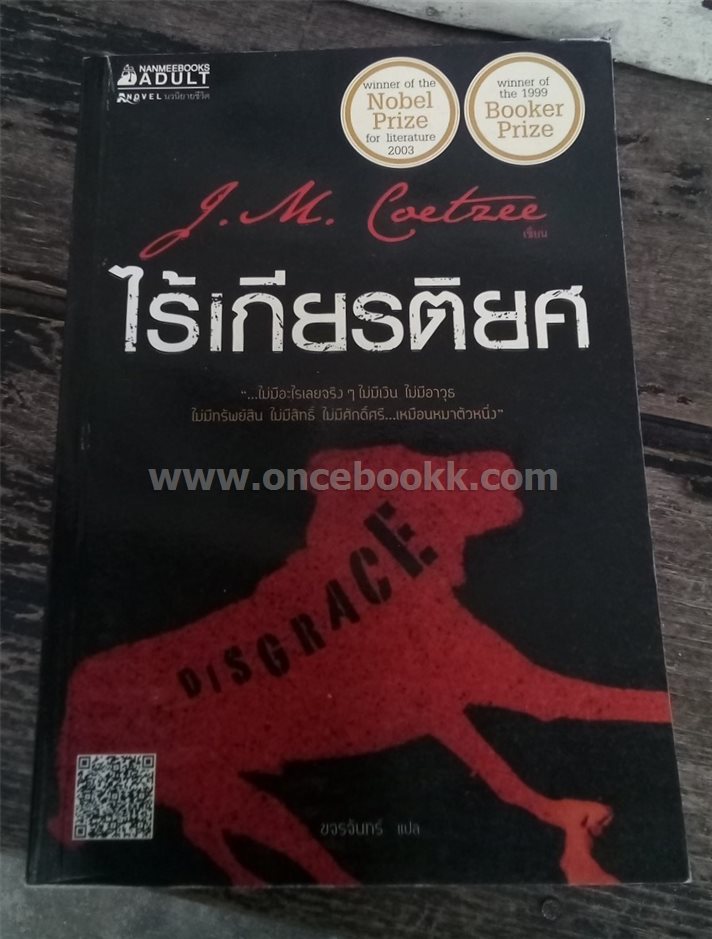 NANMEEBOOKS
ADULT
NOVEL นวนิยายชีวิต
winner of the
Nobel
Prize
for literature
2003
winner of
the 1999
Booker
Prize
J. M. Coetzee
เขียน
ไร้เกียรติยศ
“...ไม่มีอะไรเลยจริง ๆ ไม่มีเงิน ไม่มีอาวุธ
ไม่มีทรัพย์สิน ไม่มีสิทธิ์ ไม่มีศักดิ์ศรี...เหมือนหมาตัวหนึ่ง”
www.oncebookk.com
DISGRACE
ขจรจันทร์ แปล